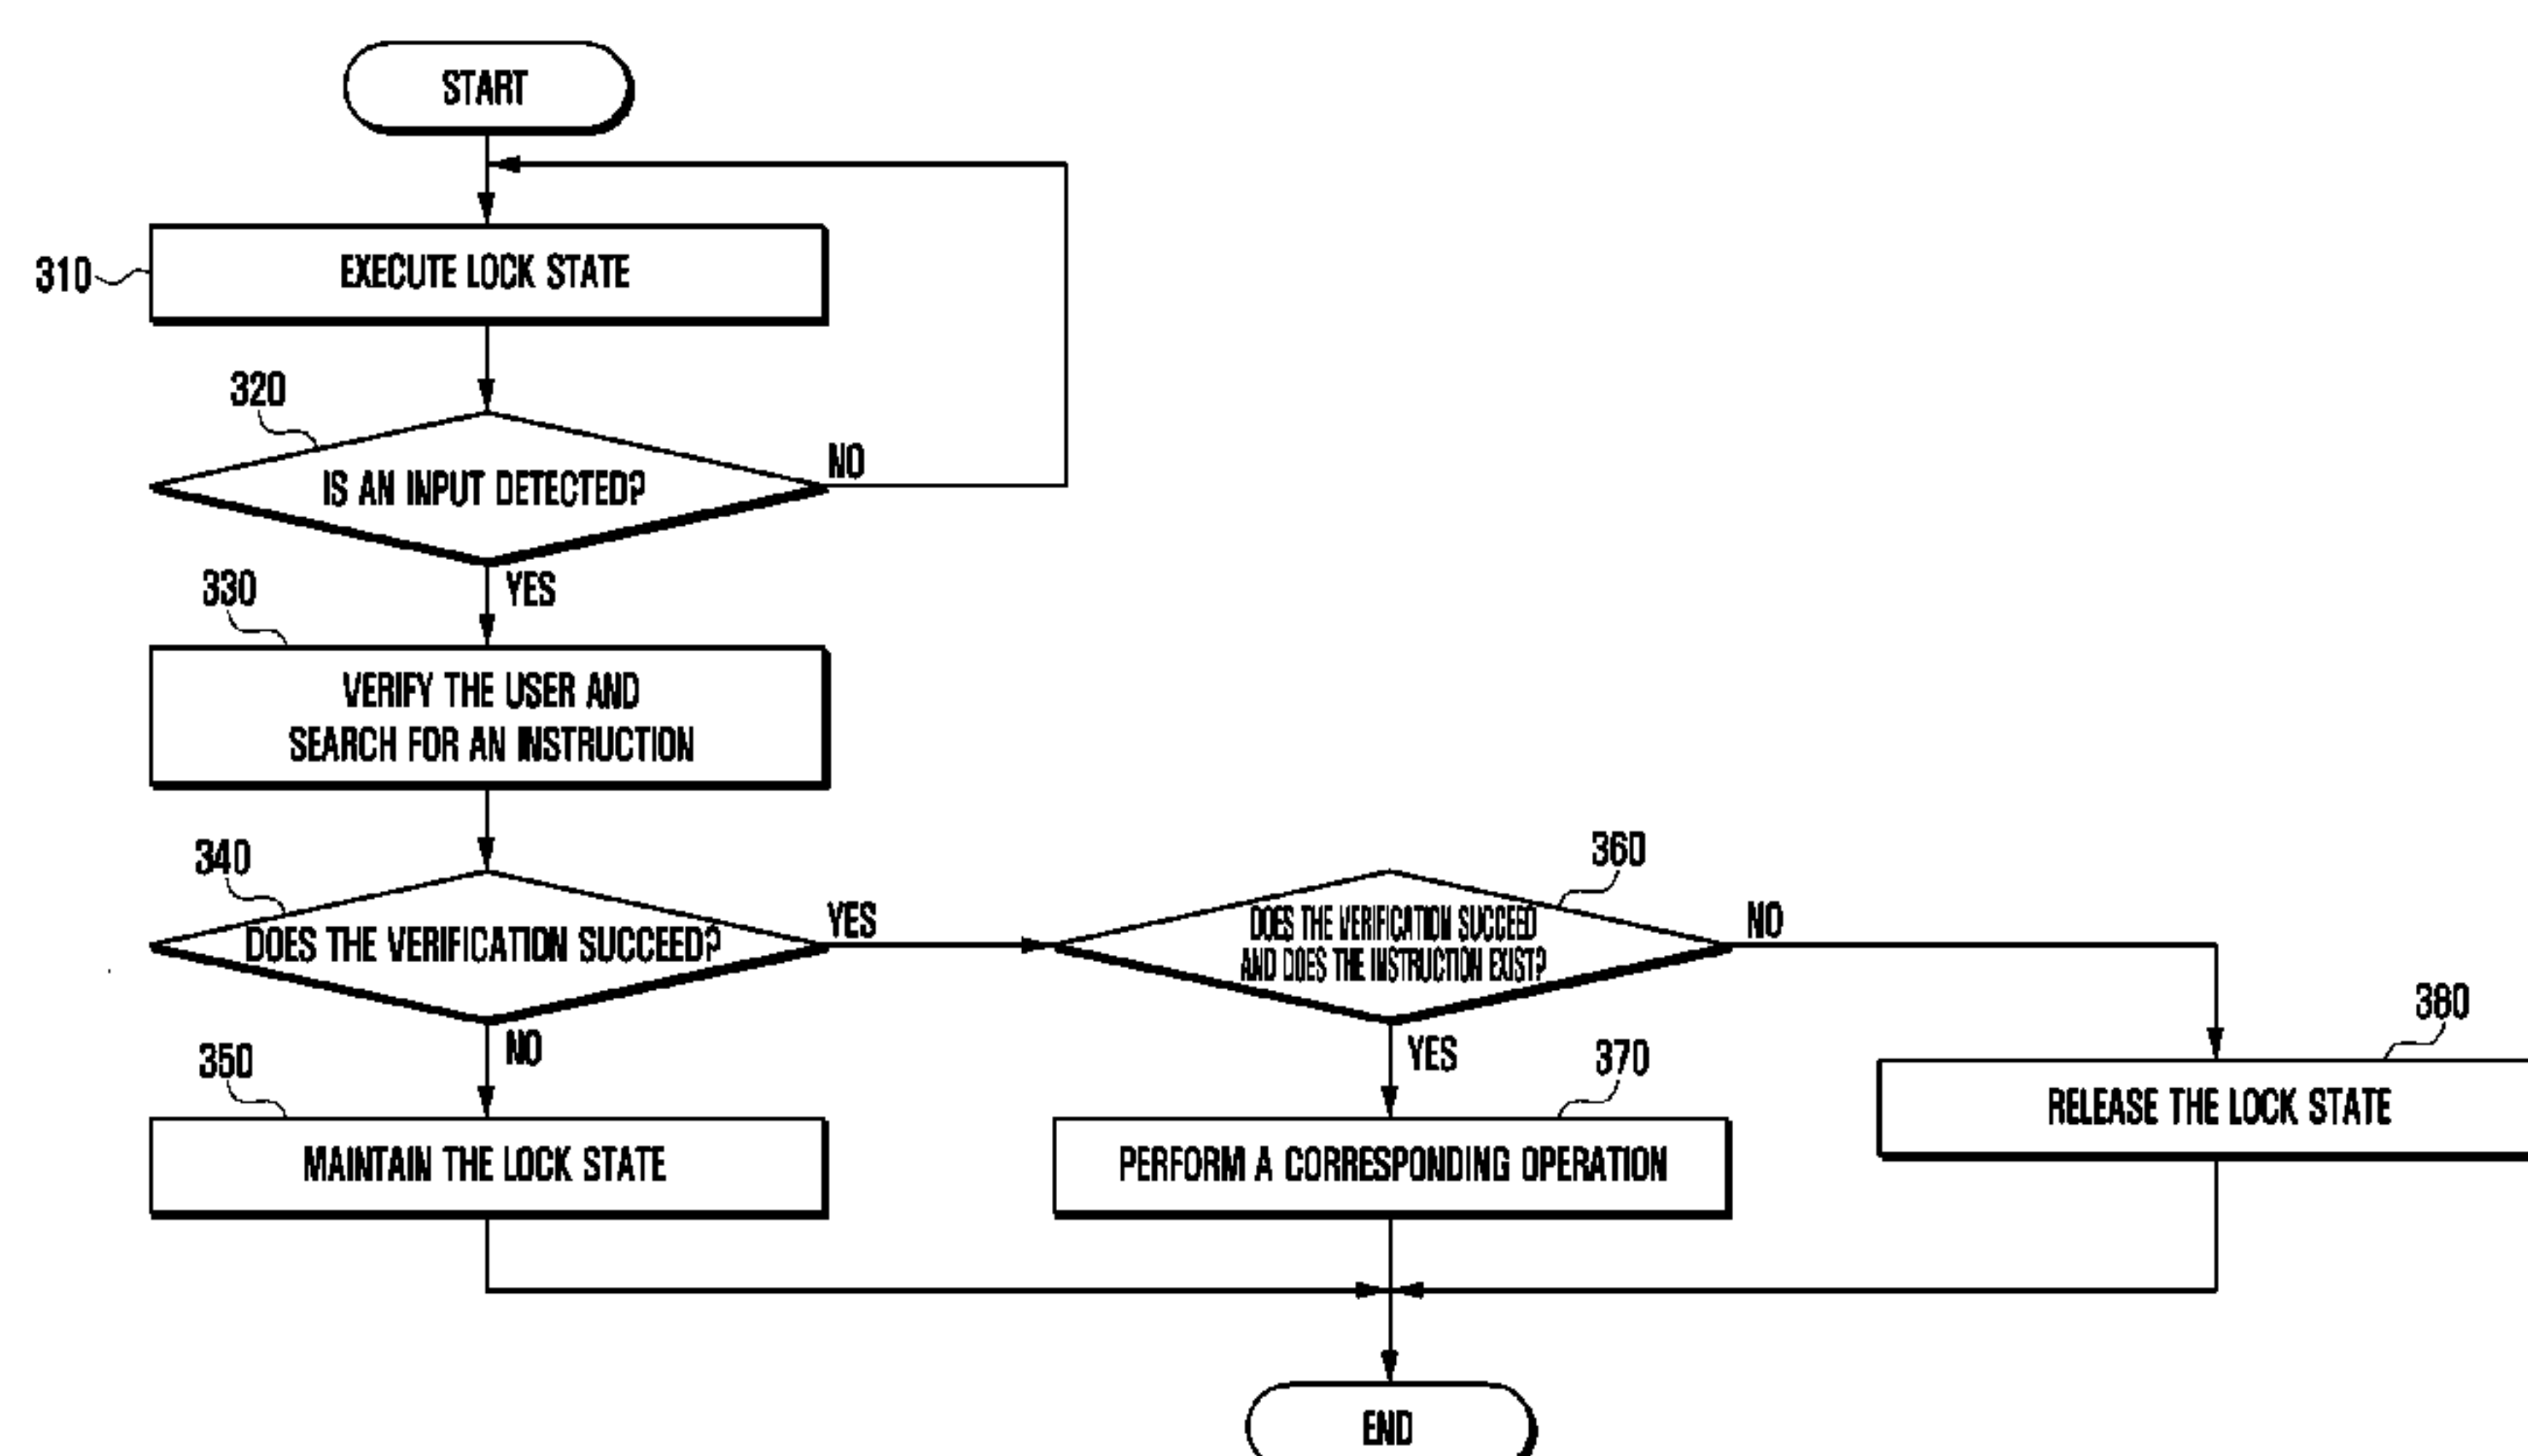 START
310
EXECUTE LOCK STATE
320
IS AN INPUT DETECTED?
NO
YES
330
VERIFY THE USER AND
SEARCH FOR AN INSTRUCTION
340
DOES THE VERIFICATION SUCCEED?
YES
NO
360
DOES THE VERIFICATION SUCCEED
AND DOES THE INSTRUCTION EXIST?
NO
YES
350
MAINTAIN THE LOCK STATE
370
PERFORM A CORRESPONDING OPERATION
380
RELEASE THE LOCK STATE
END